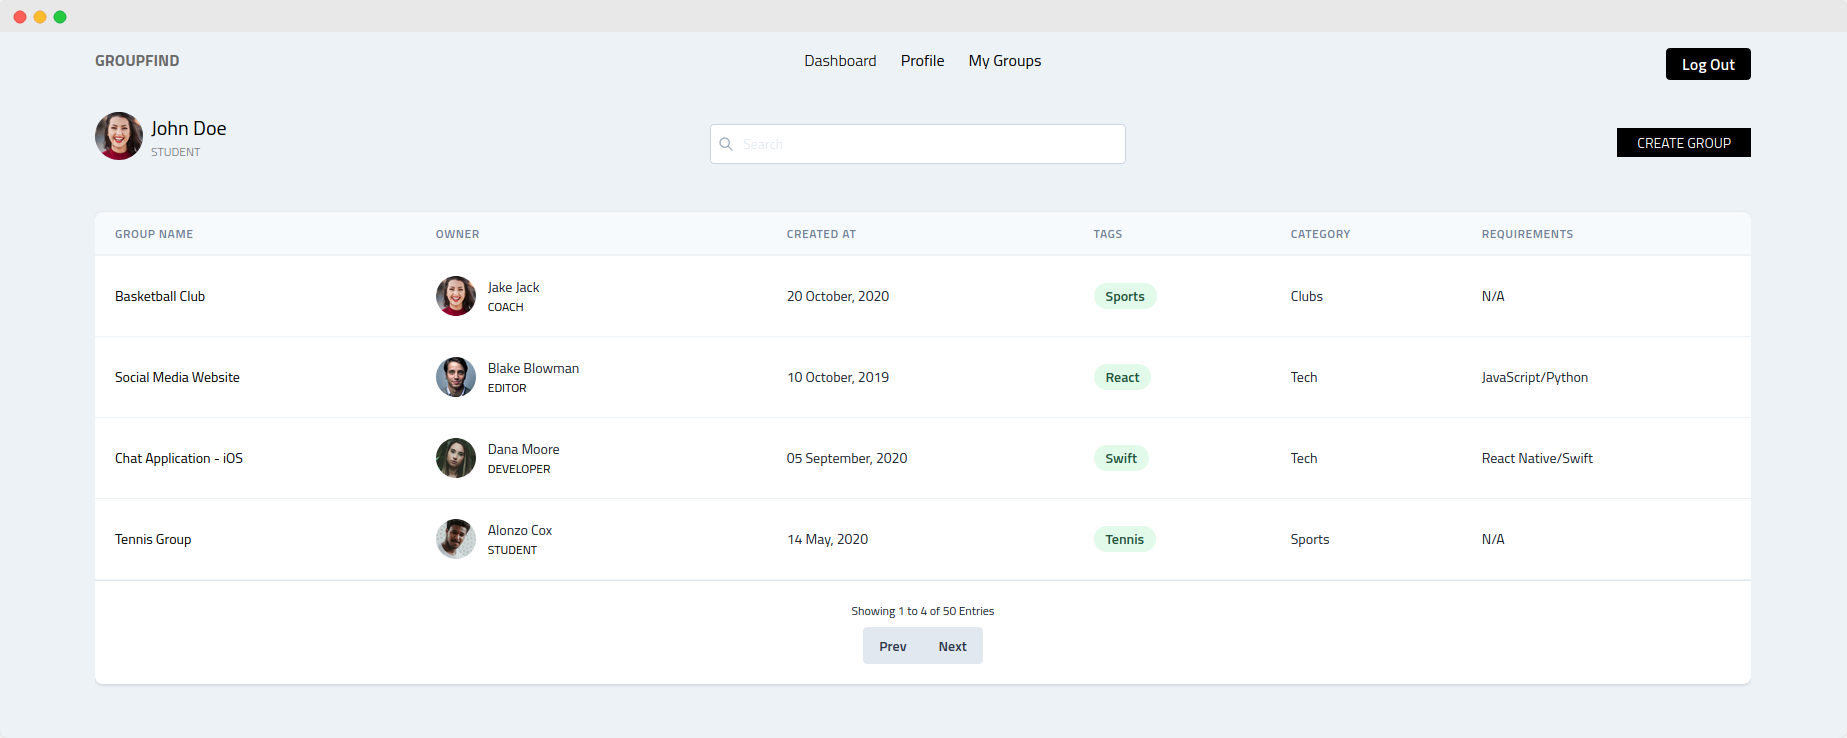 GROUPFIND
Dashboard Profile My Groups
Log Out
John Doe
STUDENT
Search
CREATE GROUP
GROUP NAME OWNER CREATED AT TAGS CATEGORY REQUIREMENTS
Basketball Club Jake Jack COACH 20 October, 2020 Sports Clubs N/A
Social Media Website Blake Blowman EDITOR 10 October, 2019 React Tech JavaScript/Python
Chat Application - iOS Dana Moore DEVELOPER 05 September, 2020 Swift Tech React Native/Swift
Tennis Group Alonzo Cox STUDENT 14 May, 2020 Tennis Sports N/A
Showing 1 to 4 of 50 Entries
Prev Next